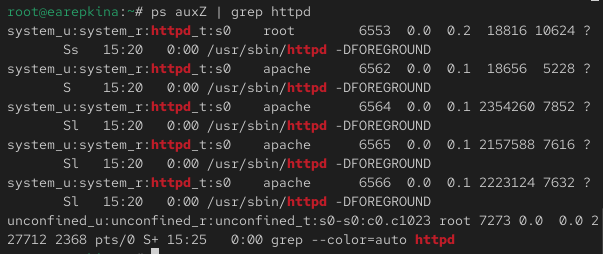 root@earepkina:~# ps auxZ | grep httpd
system_u:system_r:httpd_t:s0    root        6553  0.0  0.2  18816 10624 ?
       Ss   15:20   0:00 /usr/sbin/httpd -DFOREGROUND
system_u:system_r:httpd_t:s0    apache      6562  0.0  0.1  18656  5228 ?
       S    15:20   0:00 /usr/sbin/httpd -DFOREGROUND
system_u:system_r:httpd_t:s0    apache      6564  0.0  0.1 2354260 7852 ?
       Sl   15:20   0:00 /usr/sbin/httpd -DFOREGROUND
system_u:system_r:httpd_t:s0    apache      6565  0.0  0.1 2157588 7616 ?
       Sl   15:20   0:00 /usr/sbin/httpd -DFOREGROUND
system_u:system_r:httpd_t:s0    apache      6566  0.0  0.1 2223124 7632 ?
       Sl   15:20   0:00 /usr/sbin/httpd -DFOREGROUND
unconfined_u:unconfined_r:unconfined_t:s0-s0:c0.c1023 root 7273 0.0  0.0 2
27712 2368 pts/0 S+ 15:25   0:00 grep --color=auto httpd